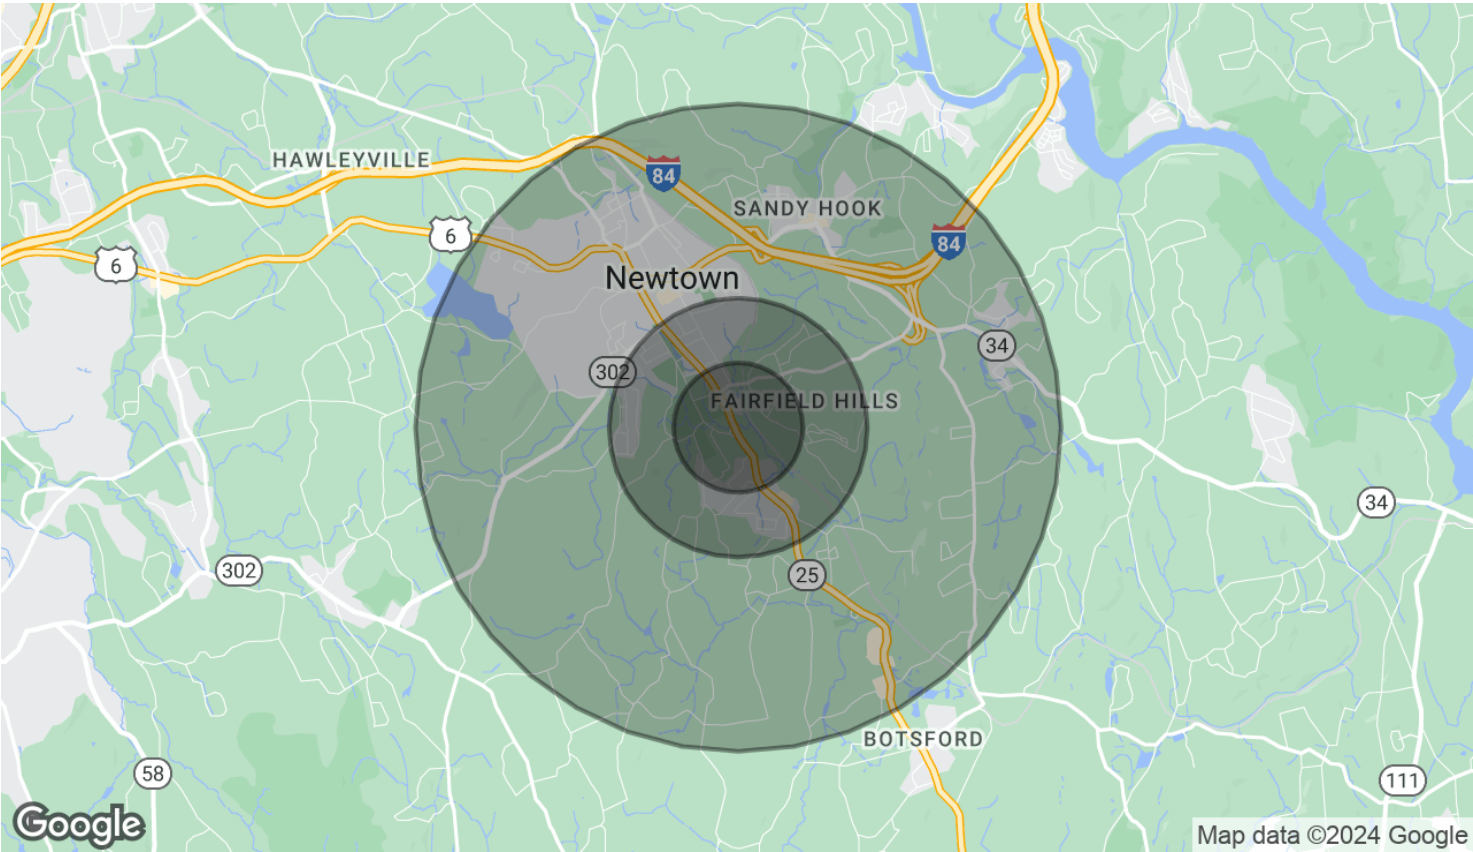 HAWLEYVILLE
84
SANDY HOOK
6
84
6
Newtown
34
302
FAIRFIELD HILLS
34
302
25
BOTSFORD
58
111
Google
Map data ©2024 Google